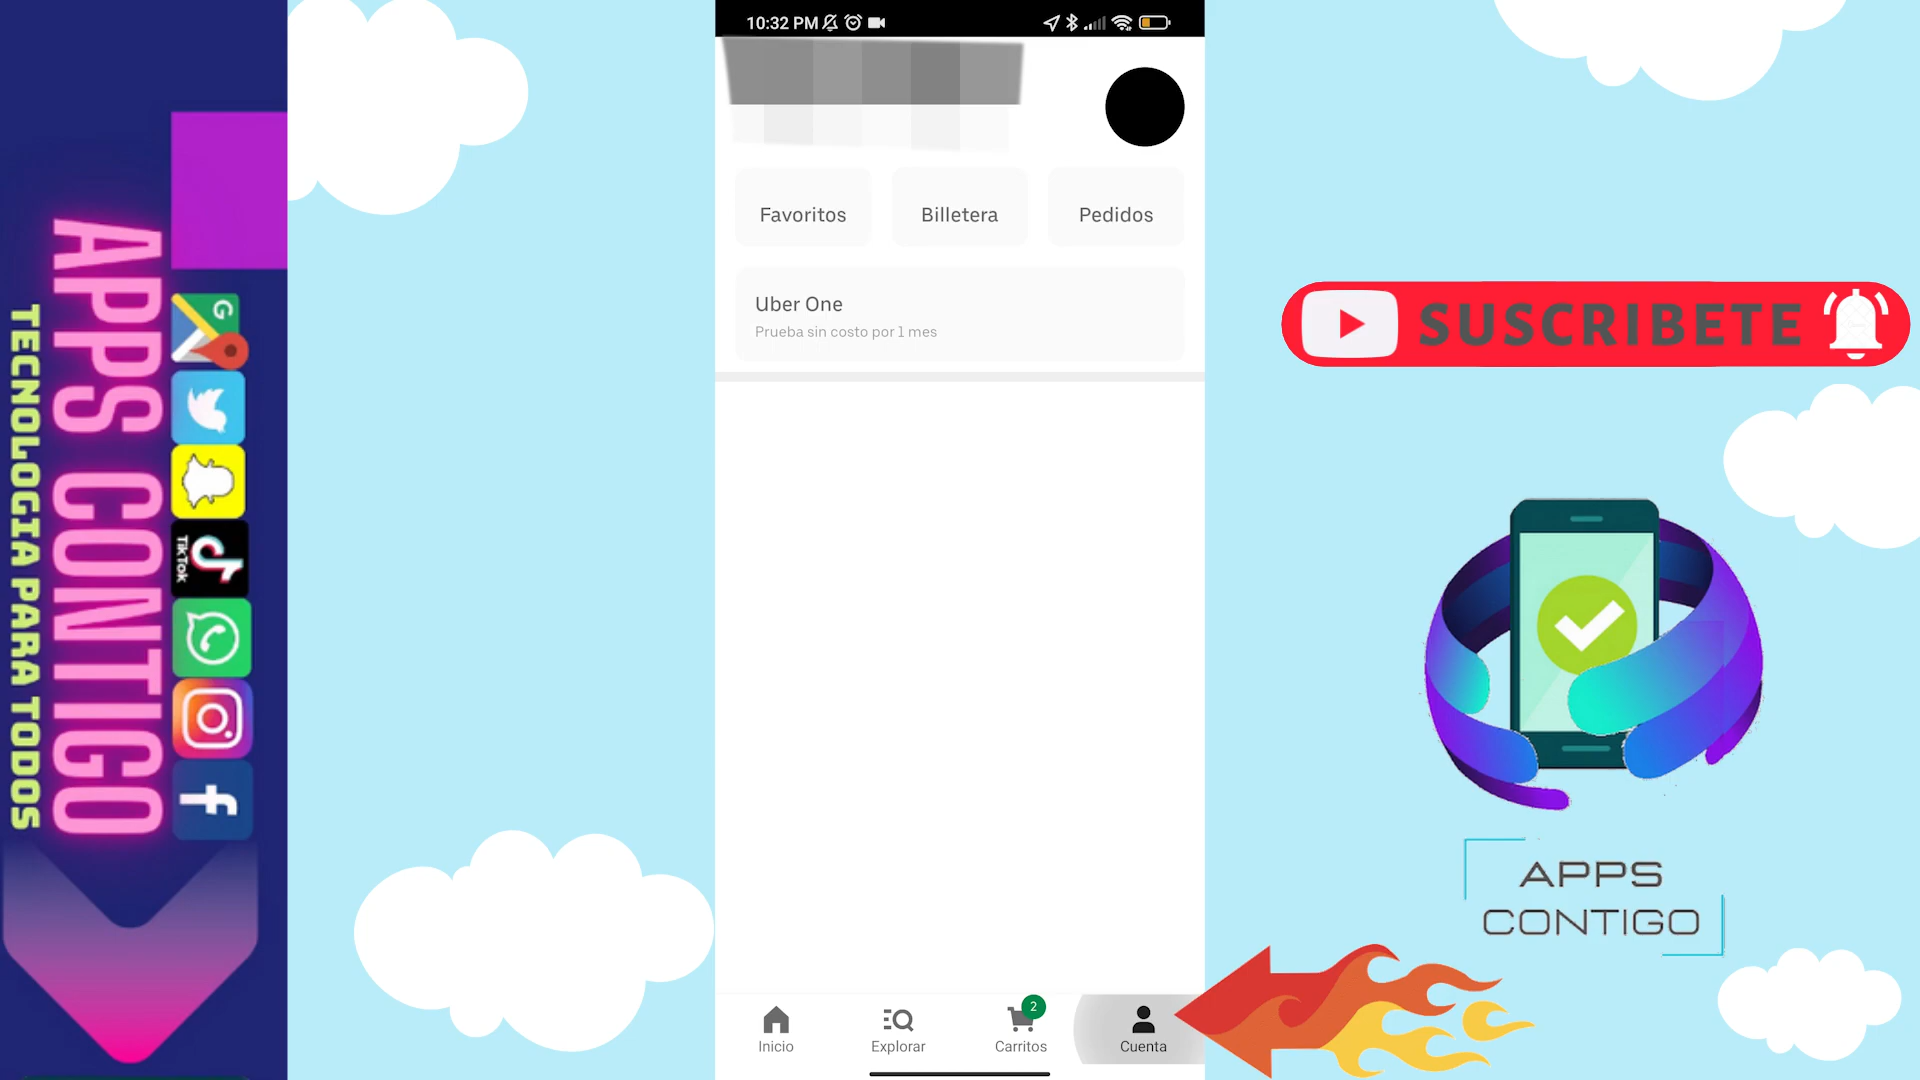 APPS CONTIGO
TECNOLOGIA PARA TODOS
G
TikTok
10:32 PM
Favoritos
Billetera
Pedidos
Uber One
Prueba sin costo por 1 mes
Inicio
Explorar
2
Carritos
Cuenta
SUSCRIBETE
APPS
CONTIGO